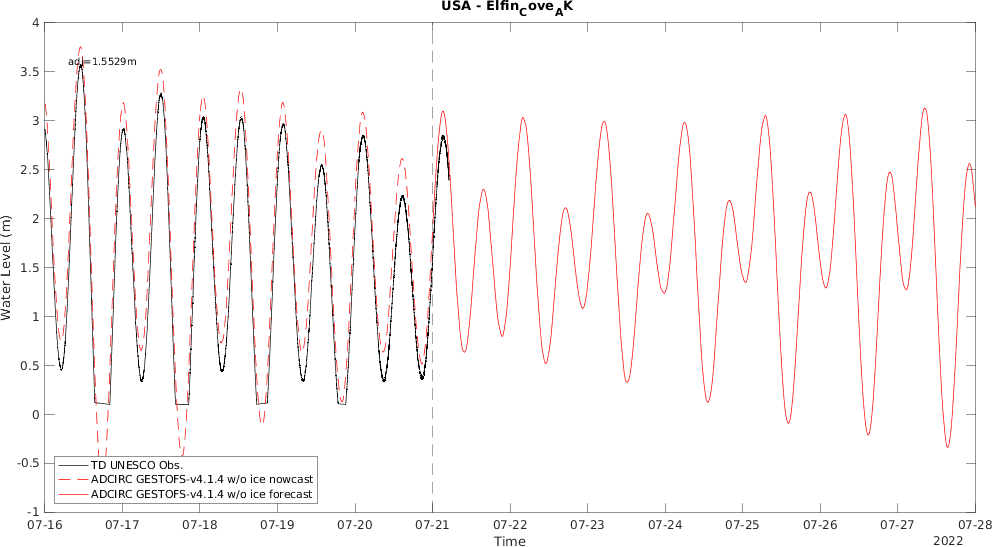 USA - Elfin_Cove_AK
4
3.5
3
2.5
2
1.5
1
0.5
0
-0.5
-1
Water Level (m)
adj=1.5529m
TD UNESCO Obs.
ADCIRC GESTOFS-v4.1.4 w/o ice nowcast
ADCIRC GESTOFS-v4.1.4 w/o ice forecast
07-16 07-17 07-18 07-19 07-20 07-21 07-22 07-23 07-24 07-25 07-26 07-27 07-28
Time
2022